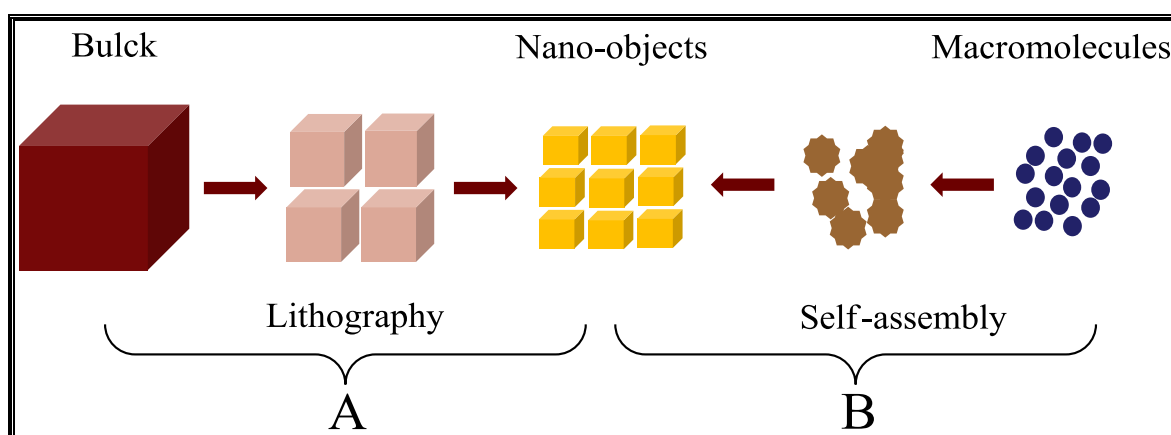 Bulck
Nano-objects
Macromolecules
Lithography
Self-assembly
A
B